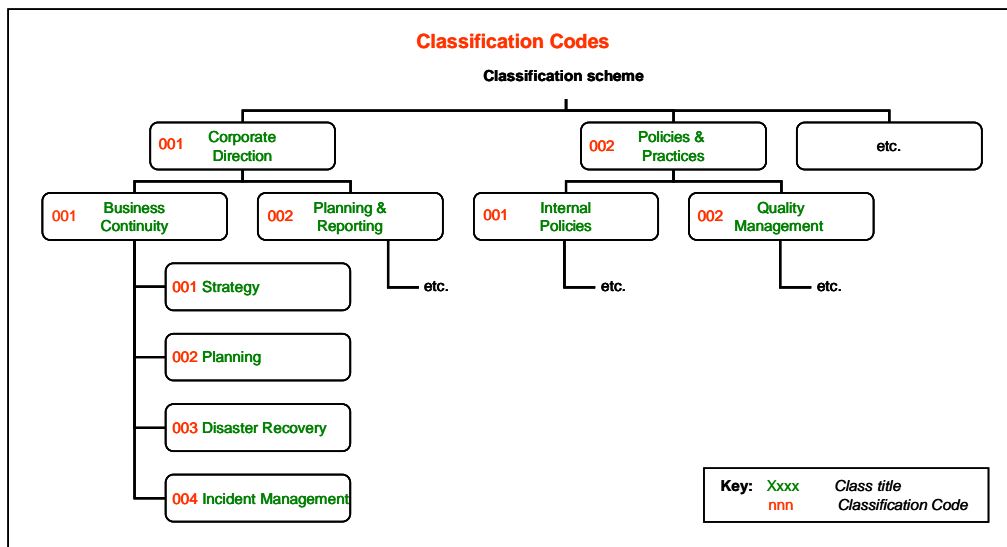 Classification Codes
Classification scheme
001 Corporate
Direction
002 Policies &
Practices
etc.
001 Business
Continuity
002 Planning &
Reporting
001 Internal
Policies
002 Quality
Management
001 Strategy
etc.
etc.
etc.
002 Planning
003 Disaster Recovery
004 Incident Management
Key: Xxxx Class title
nnn Classification Code